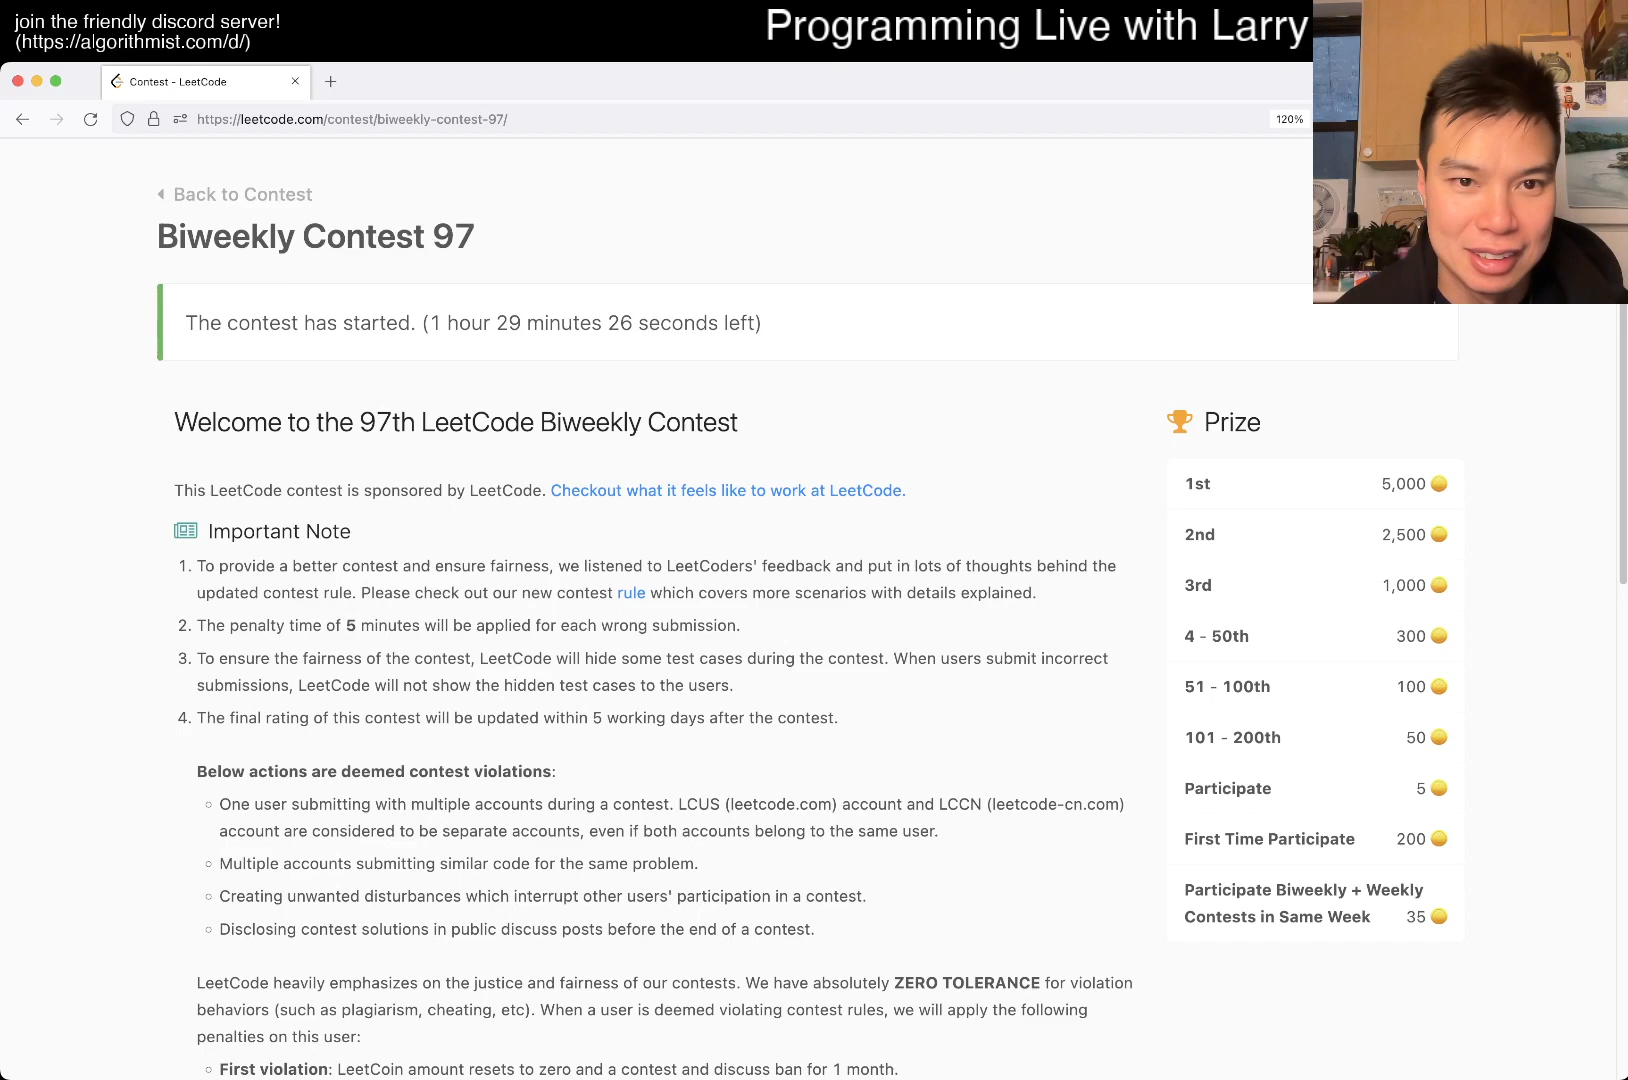 join the friendly discord server!
(https://algorithmist.com/d/)
Programming Live with Larry
Contest - LeetCode
https://leetcode.com/contest/biweekly-contest-97/
120%
Back to Contest
Biweekly Contest 97
The contest has started. (1 hour 29 minutes 26 seconds left)
Welcome to the 97th LeetCode Biweekly Contest
This LeetCode contest is sponsored by LeetCode. Checkout what it feels like to work at LeetCode.
Important Note
1. To provide a better contest and ensure fairness, we listened to LeetCoders' feedback and put in lots of thoughts behind the
updated contest rule. Please check out our new contest rule which covers more scenarios with details explained.
2. The penalty time of 5 minutes will be applied for each wrong submission.
3. To ensure the fairness of the contest, LeetCode will hide some test cases during the contest. When users submit incorrect
submissions, LeetCode will not show the hidden test cases to the users.
4. The final rating of this contest will be updated within 5 working days after the contest.
Below actions are deemed contest violations:
One user submitting with multiple accounts during a contest. LCUS (leetcode.com) account and LCCN (leetcode-cn.com)
account are considered to be separate accounts, even if both accounts belong to the same user.
Multiple accounts submitting similar code for the same problem.
Creating unwanted disturbances which interrupt other users' participation in a contest.
Disclosing contest solutions in public discuss posts before the end of a contest.
LeetCode heavily emphasizes on the justice and fairness of our contests. We have absolutely ZERO TOLERANCE for violation
behaviors (such as plagiarism, cheating, etc). When a user is deemed violating contest rules, we will apply the following
penalties on this user:
First violation: LeetCoin amount resets to zero and a contest and discuss ban for 1 month.
Prize
1st 5,000
2nd 2,500
3rd 1,000
4 - 50th 300
51 - 100th 100
101 - 200th 50
Participate 5
First Time Participate 200
Participate Biweekly + Weekly
Contests in Same Week 35